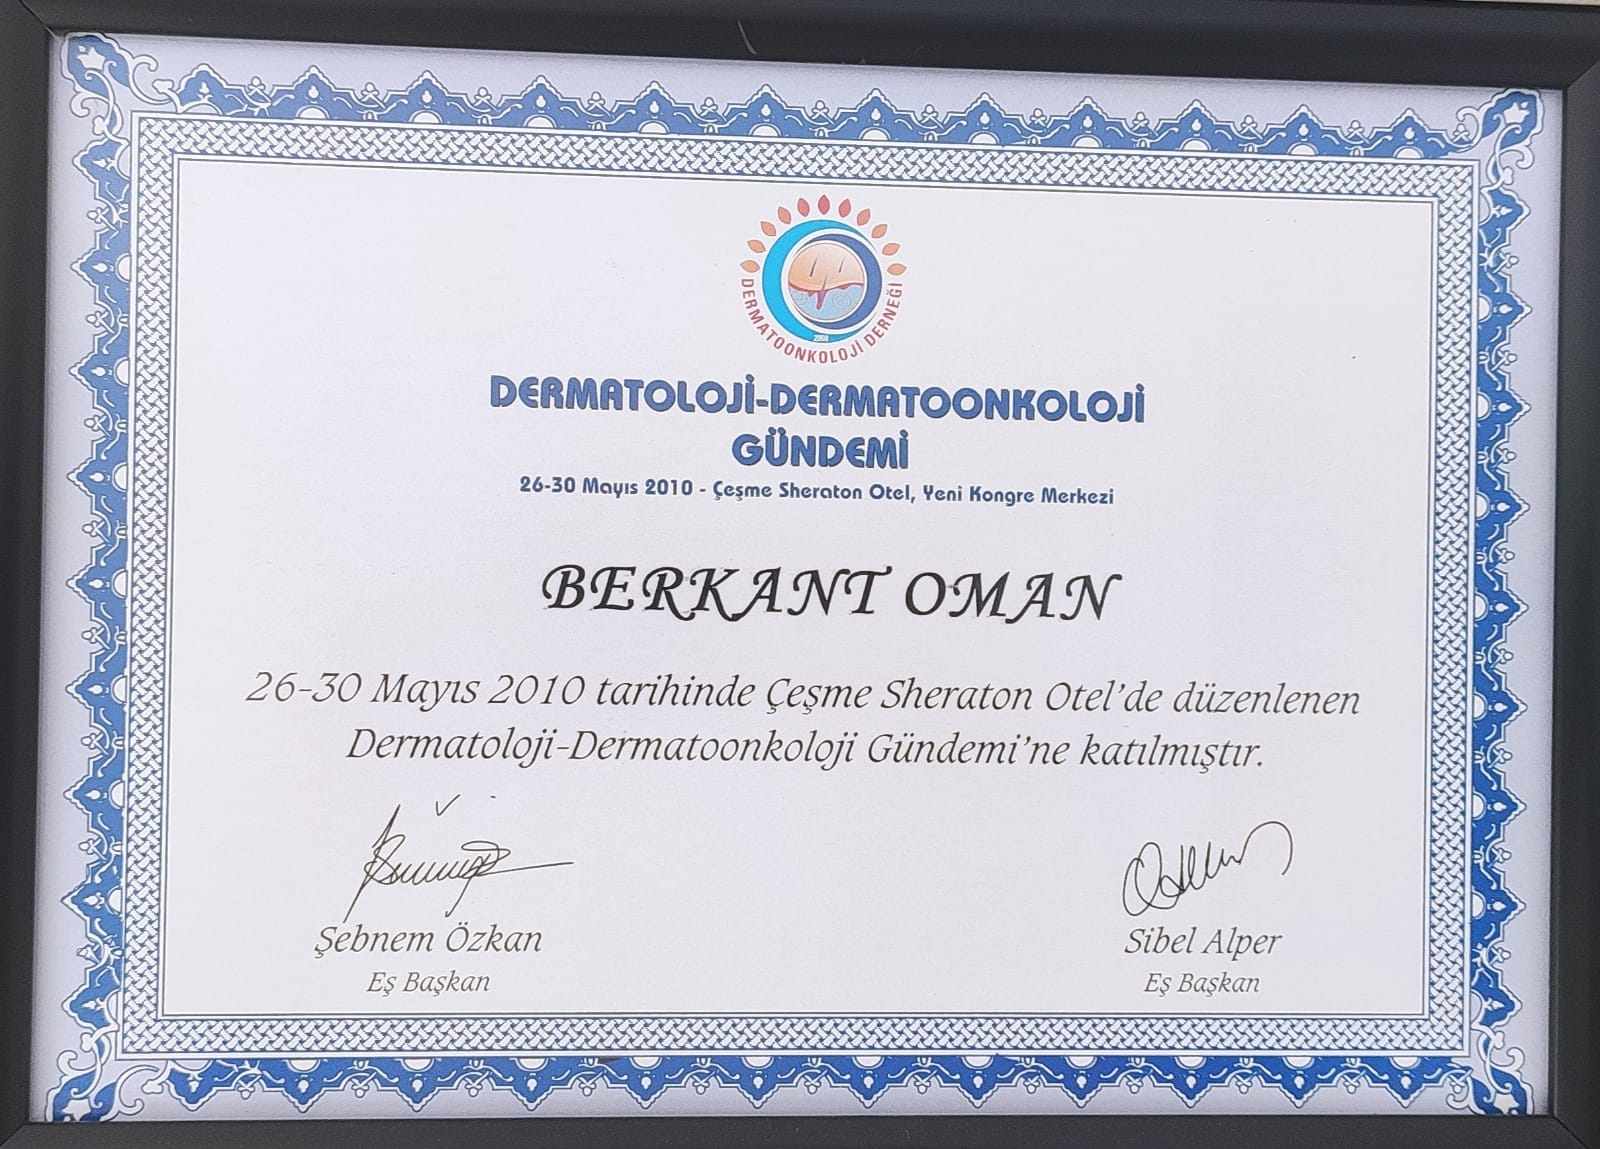 DERMATOONKOLOJİ DERNEĞİ
2008
DERMATOLOJİ-DERMATOONKOLOJİ
GÜNDEMİ
26-30 Mayıs 2010 - Çeşme Sheraton Otel, Yeni Kongre Merkezi
BERKANT OMAN
26-30 Mayıs 2010 tarihinde Çeşme Sheraton Otel'de düzenlenen
Dermatoloji-Dermatoonkoloji Gündemi'ne katılmıştır.
Şebnem Özkan
Eş Başkan
Sibel Alper
Eş Başkan